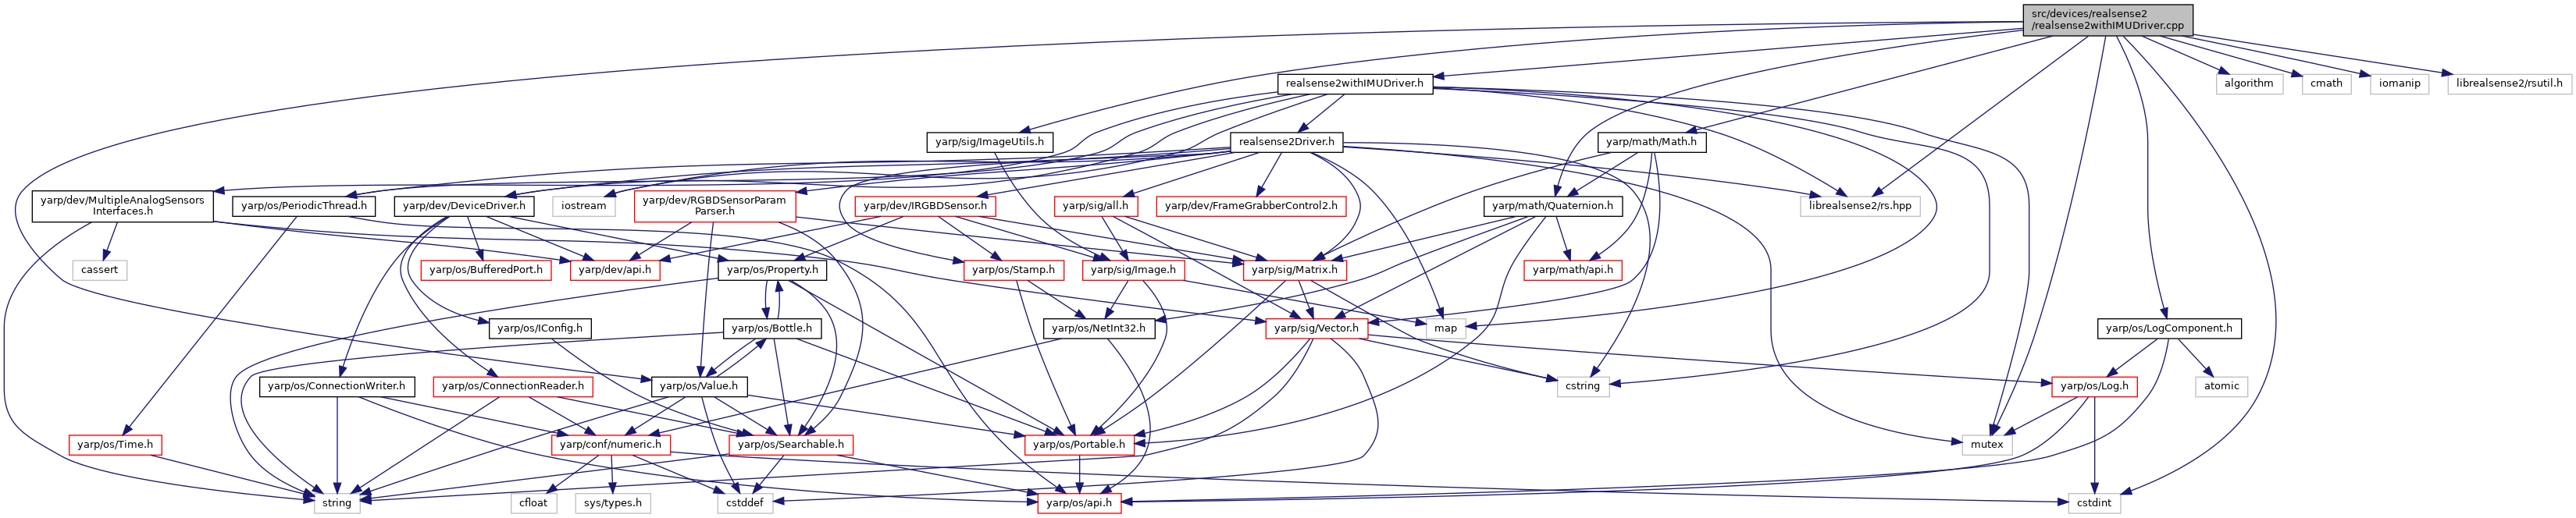 src/devices/realsense2
/realsense2withIMUDriver.cpp
realsense2withIMUDriver.h
algorithm
cmath
iomanip
librealsense2/rsutil.h
yarp/sig/ImageUtils.h
realsense2Driver.h
yarp/math/Math.h
yarp/dev/MultipleAnalogSensors
Interfaces.h
yarp/os/PeriodicThread.h
yarp/dev/DeviceDriver.h
iostream
yarp/dev/RGBDSensorParam
Parser.h
yarp/dev/IRGBDSensor.h
yarp/sig/all.h
yarp/dev/FrameGrabberControl2.h
yarp/math/Quaternion.h
librealsense2/rs.hpp
cassert
yarp/os/BufferedPort.h
yarp/dev/api.h
yarp/os/Property.h
yarp/os/Stamp.h
yarp/sig/Image.h
yarp/sig/Matrix.h
yarp/math/api.h
yarp/os/IConfig.h
yarp/os/Bottle.h
yarp/os/NetInt32.h
yarp/sig/Vector.h
map
yarp/os/LogComponent.h
yarp/os/ConnectionWriter.h
yarp/os/ConnectionReader.h
yarp/os/Value.h
cstring
yarp/os/Log.h
atomic
yarp/os/Time.h
yarp/conf/numeric.h
yarp/os/Searchable.h
yarp/os/Portable.h
mutex
string
cfloat
sys/types.h
cstddef
yarp/os/api.h
cstdint